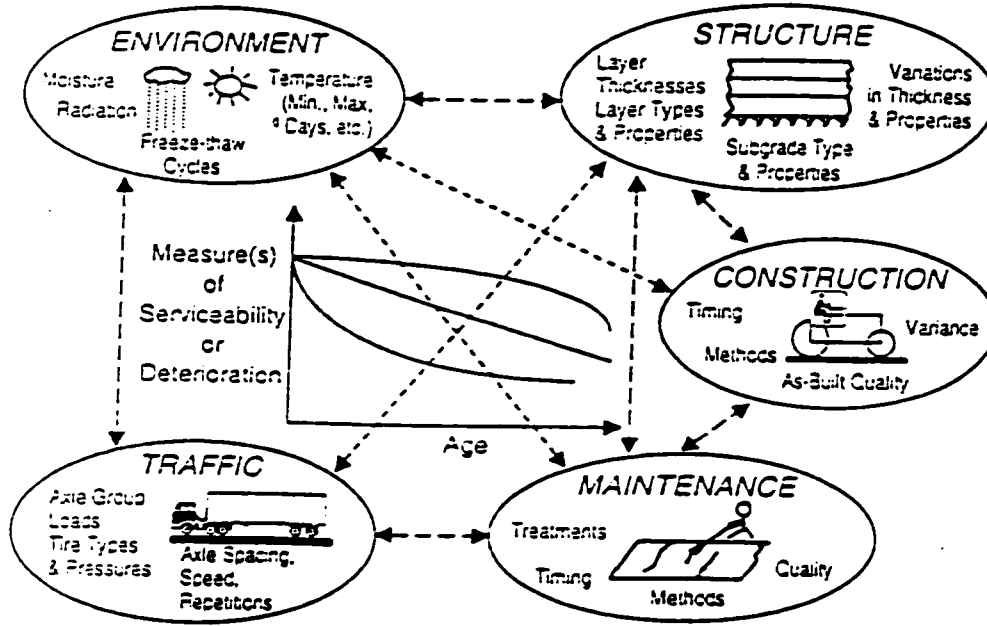 ENVIRONMENT
Moisture
Radiation
Temperature
(Min., Max,
° Days, etc.)
Freeze-thaw
Cycles
STRUCTURE
Layer
Thicknesses
Layer Types
& Properties
Variations
in Thickness
& Properties
Subgrade Type
& Properties
Measure(s)
of
Serviceability
or
Deterioration
Age
CONSTRUCTION
Timing
Variance
Methods
As-Built Quality
TRAFFIC
Axle Group
Loads
Tire Types
& Pressures
Axle Spacing,
Speed,
Repetitions
MAINTENANCE
Treatments
Timing
Quality
Methods